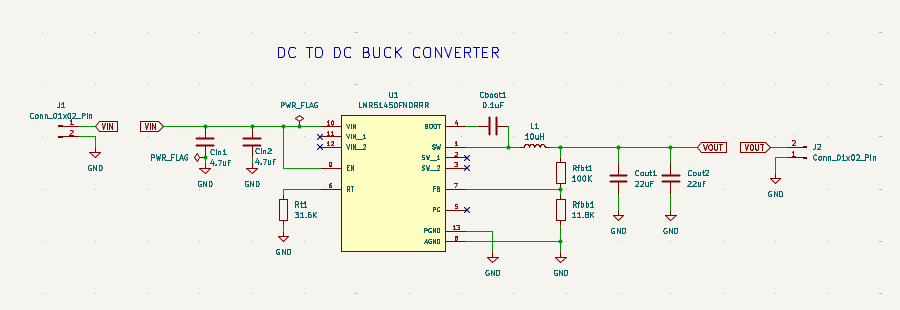 DC TO DC BUCK CONVERTER
J1
Conn_01x02_Pin
1
2
GND
VIN
VIN
PWR_FLAG
Cin1
4.7uF
GND
Cin2
4.7uF
GND
PWR_FLAG
U1
LNR51450FNDRRR
10 VIN
11 VIN_1
12 VIN_2
EN
6 RT
Rt1
31.6K
GND
BOOT 4
SW 1
SW_1 2
SW_2 3
FB 7
PG 5
PGND 13
AGND 8
GND
Cboot1
0.1uF
L1
10uH
Rfbt1
100K
Rfbb1
11.8K
GND
Cout1
22uF
GND
Cout2
22uF
GND
VOUT
VOUT
2
1
J2
Conn_01x02_Pin
GND